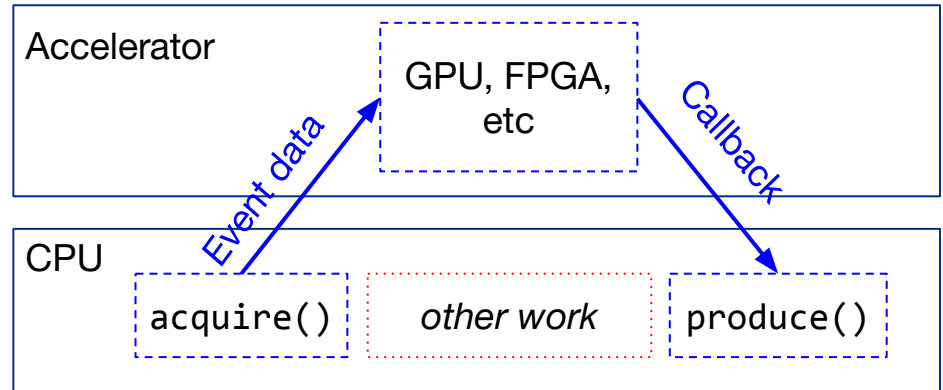 Accelerator
GPU, FPGA,
etc
Event data
Callback
CPU
acquire()
other work
produce()